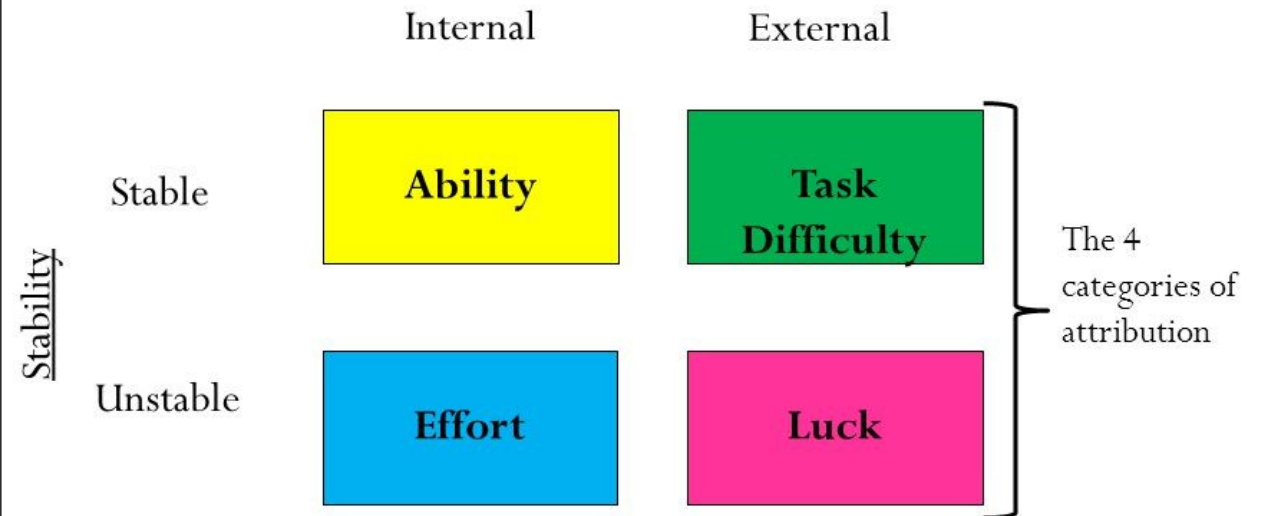 Internal External
Stable
Ability
Task
Difficulty
The 4
categories of
attribution
Stability
Unstable
Effort
Luck